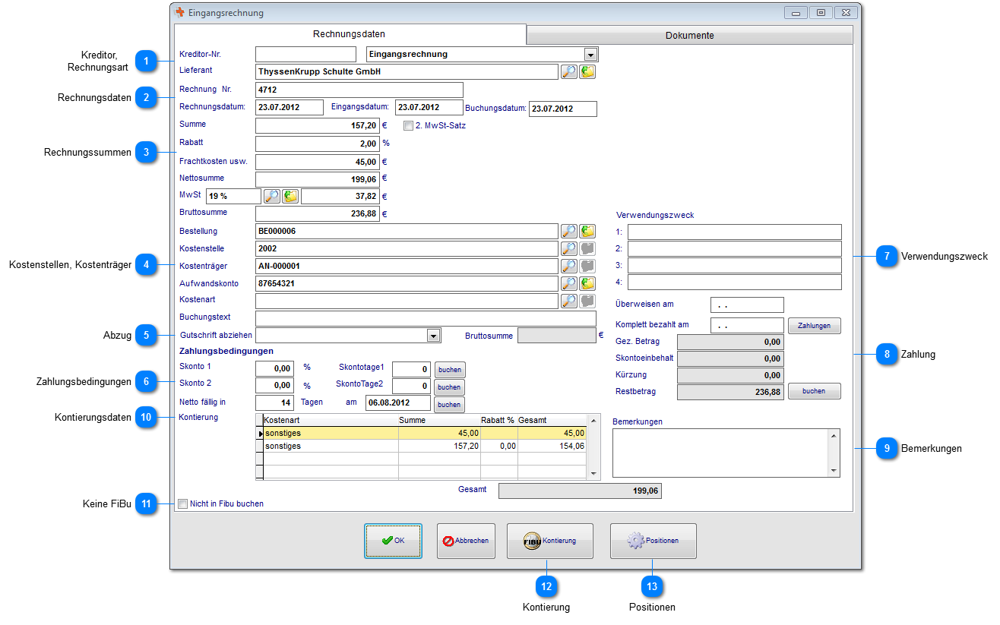 Eingangsrechnung
Rechnungsdaten
Dokumente
Kreditor,
Rechnungsart
1
Kreditor-Nr.
Eingangsrechnung
Lieferant
ThyssenKrupp Schulte GmbH
Rechnungsdaten
2
Rechnung Nr.
4712
Rechnungsdatum:
23.07.2012
Eingangsdatum:
23.07.2012
Buchungsdatum:
23.07.2012
Rechnungssummen
3
Summe
157,20 €
2. MwSt-Satz
Rabatt
2,00 %
Frachtkosten usw.
45,00 €
Nettosumme
199,06 €
MwSt
19 %
37,82 €
Bruttosumme
236,88 €
Kostenstellen, Kostenträger
4
Bestellung
BE000006
Kostenstelle
2002
Kostenträger
AN-000001
Aufwandskonto
87654321
Kostenart
Buchungstext
Abzug
5
Gutschrift abziehen
Bruttosumme
€
Zahlungsbedingungen
Zahlungsbedingungen
6
Skonto 1
0,00 %
Skontotage1
0
buchen
Skonto 2
0,00 %
SkontoTage2
0
buchen
Netto fällig in
14 Tagen
am
06.08.2012
buchen
Kontierungsdaten
10
Kontierung
Kostenart Summe Rabatt % Gesamt
sonstiges 45,00 45,00
sonstiges 157,20 0,00 154,06
Gesamt
199,06
Keine FiBu
11
Nicht in Fibu buchen
Verwendungszweck
1:
2:
3:
4:
7
Verwendungszweck
Überweisen am
. .
Komplett bezahlt am
. .
Zahlungen
Gez. Betrag
0,00
Skontoeinbehalt
0,00
Kürzung
0,00
Restbetrag
236,88
buchen
8
Zahlung
Bemerkungen
9
Bemerkungen
OK
Abbrechen
FIBU
Kontierung
Positionen
12
Kontierung
13
Positionen